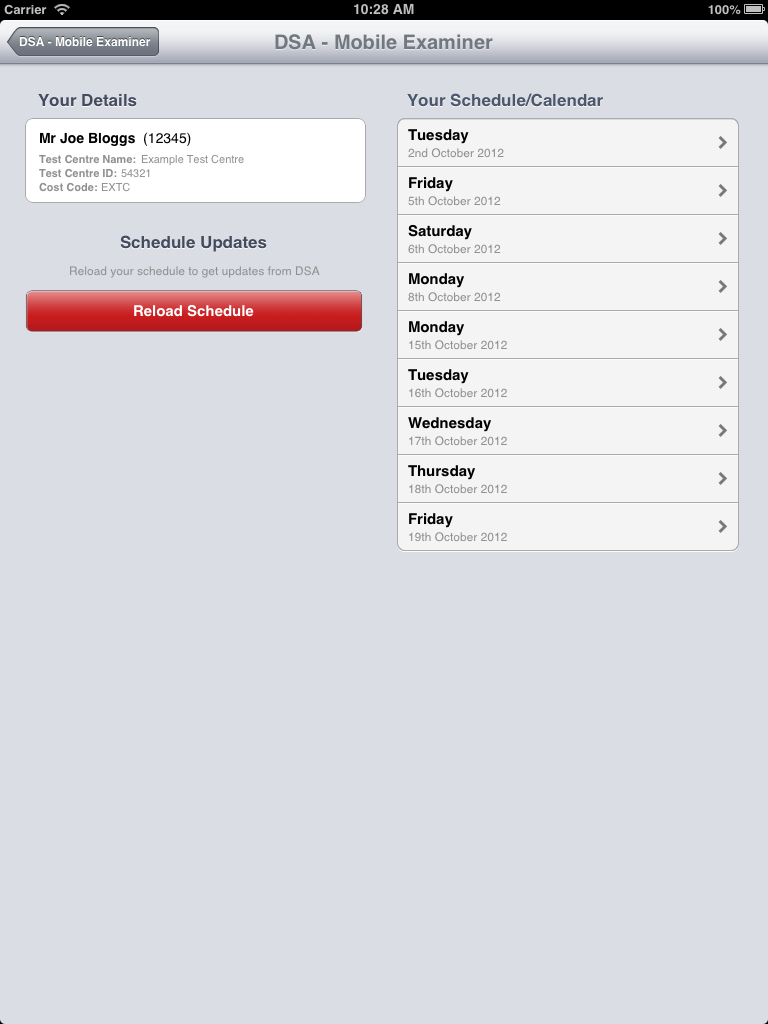 Carrier 10:28 AM 100%
DSA - Mobile Examiner DSA - Mobile Examiner
Your Details
Mr Joe Bloggs (12345)
Test Centre Name: Example Test Centre
Test Centre ID: 54321
Cost Code: EXTC
Schedule Updates
Reload your schedule to get updates from DSA
Reload Schedule
Your Schedule/Calendar
Tuesday
2nd October 2012
Friday
5th October 2012
Saturday
6th October 2012
Monday
8th October 2012
Monday
15th October 2012
Tuesday
16th October 2012
Wednesday
17th October 2012
Thursday
18th October 2012
Friday
19th October 2012